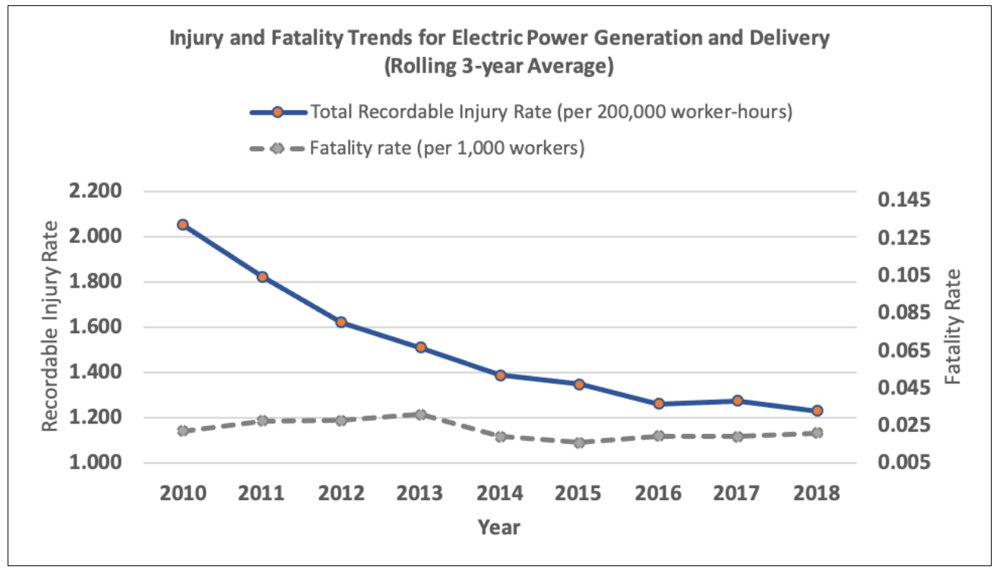 Injury and Fatality Trends for Electric Power Generation and Delivery
(Rolling 3-year Average)
Total Recordable Injury Rate (per 200,000 worker-hours)
Fatality rate (per 1,000 workers)
Recordable Injury Rate
2.200
2.000
1.800
1.600
1.400
1.200
1.000
0.145
0.125
0.105
0.085
0.065
0.045
0.025
0.005
Fatality Rate
2010 2011 2012 2013 2014 2015 2016 2017 2018
Year